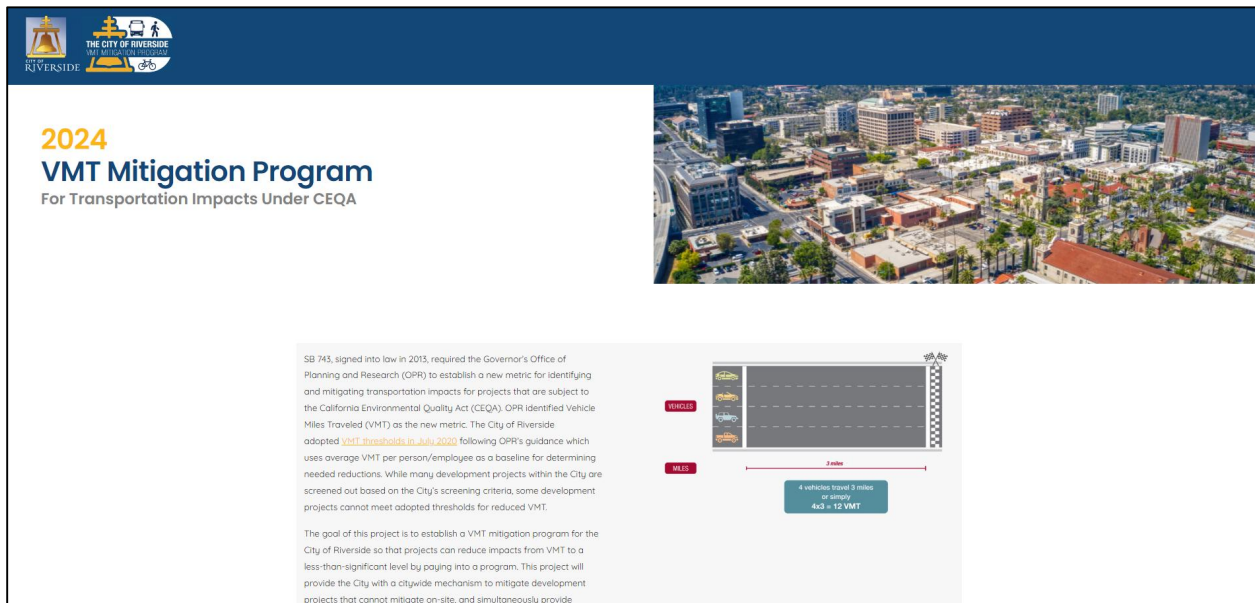 CITY OF
RIVERSIDE
THE CITY OF RIVERSIDE
VMT MITIGATION PROGRAM
2024
VMT Mitigation Program
For Transportation Impacts Under CEQA
SB 743, signed into law in 2013, required the Governor's Office of
Planning and Research (OPR) to establish a new metric for identifying
and mitigating transportation impacts for projects that are subject to
the California Environmental Quality Act (CEQA). OPR identified Vehicle
Miles Traveled (VMT) as the new metric. The City of Riverside
adopted VMT thresholds in July 2020 following OPR's guidance which
uses average VMT per person/employee as a baseline for determining
needed reductions. While many development projects within the City are
screened out based on the City's screening criteria, some development
projects cannot meet adopted thresholds for reduced VMT.
The goal of this project is to establish a VMT mitigation program for the
City of Riverside so that projects can reduce impacts from VMT to a
less-than-significant level by paying into a program. This project will
provide the City with a citywide mechanism to mitigate development
projects that cannot mitigate on-site, and simultaneously provide
VEHICLES
MILES
3 miles
4 vehicles travel 3 miles
or simply
4x3 = 12 VMT